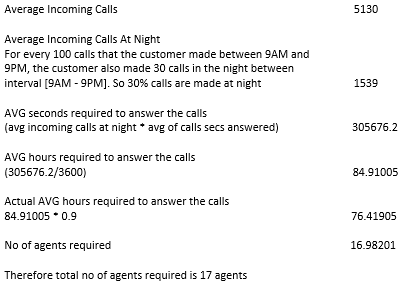 Average Incoming Calls 5130
Average Incoming Calls At Night
For every 100 calls that the customer made between 9AM and
9PM, the customer also made 30 calls in the night between
interval [9AM - 9PM]. So 30% calls are made at night 1539
AVG seconds required to answer the calls
(avg incoming calls at night * avg of calls secs answered) 305676.2
AVG hours required to answer the calls
(305676.2/3600) 84.91005
Actual AVG hours required to answer the calls
84.91005 * 0.9 76.41905
No of agents required 16.98201
Therefore total no of agents required is 17 agents